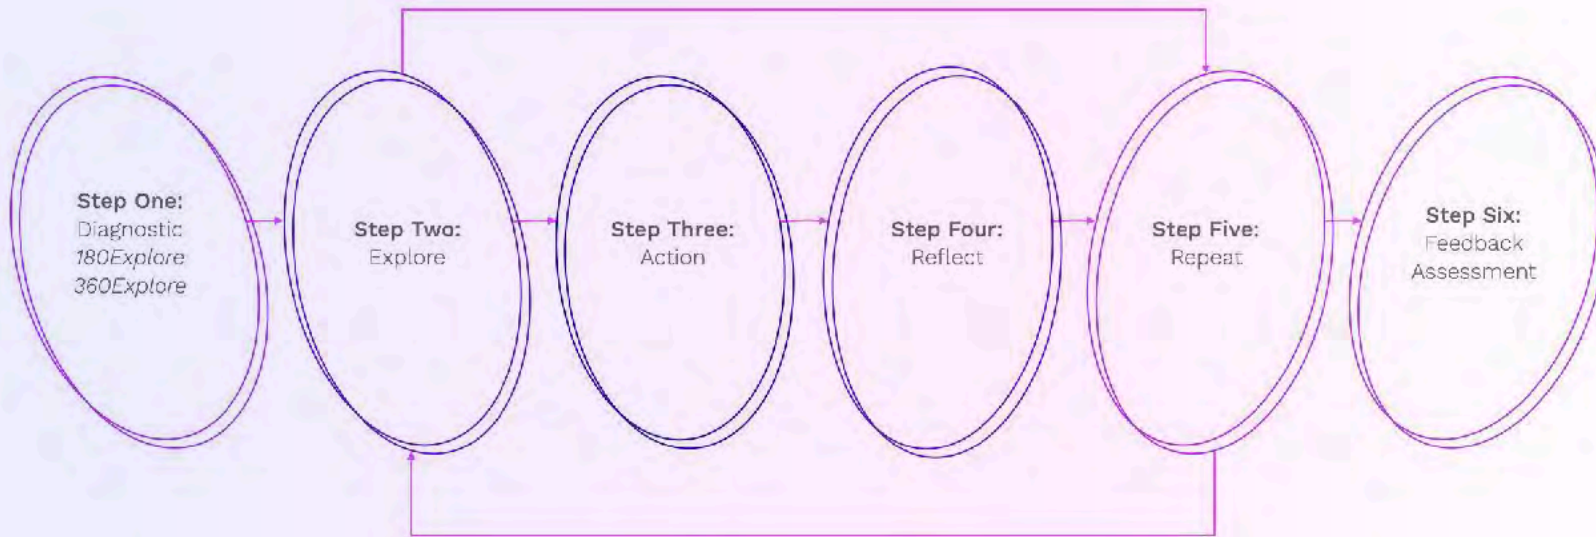 Step One:
Diagnostic
180Explore
360Explore
Step Two:
Explore
Step Three:
Action
Step Four:
Reflect
Step Five:
Repeat
Step Six:
Feedback
Assessment